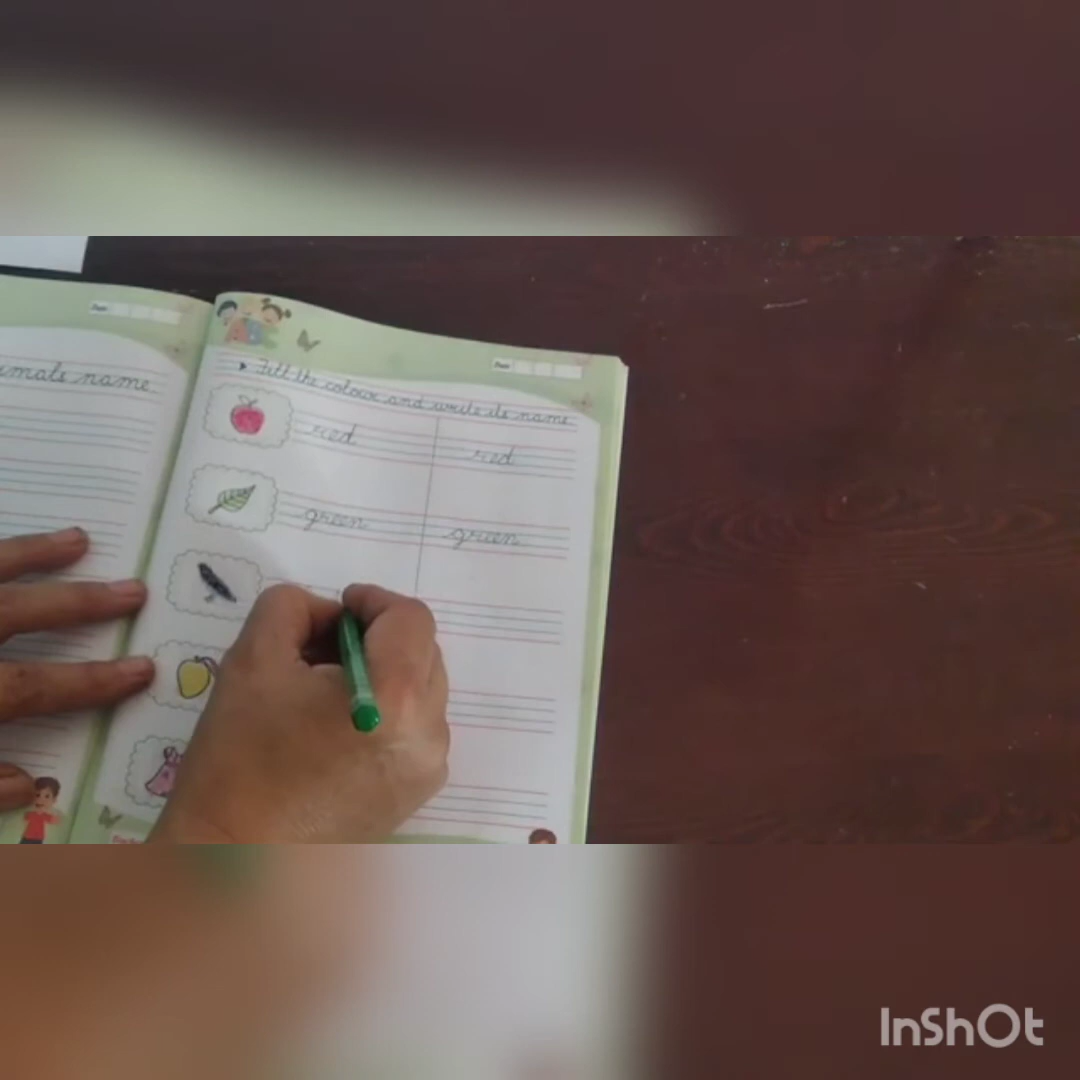 imals name
Fill the colour and write its name
red red
green green
InShOt